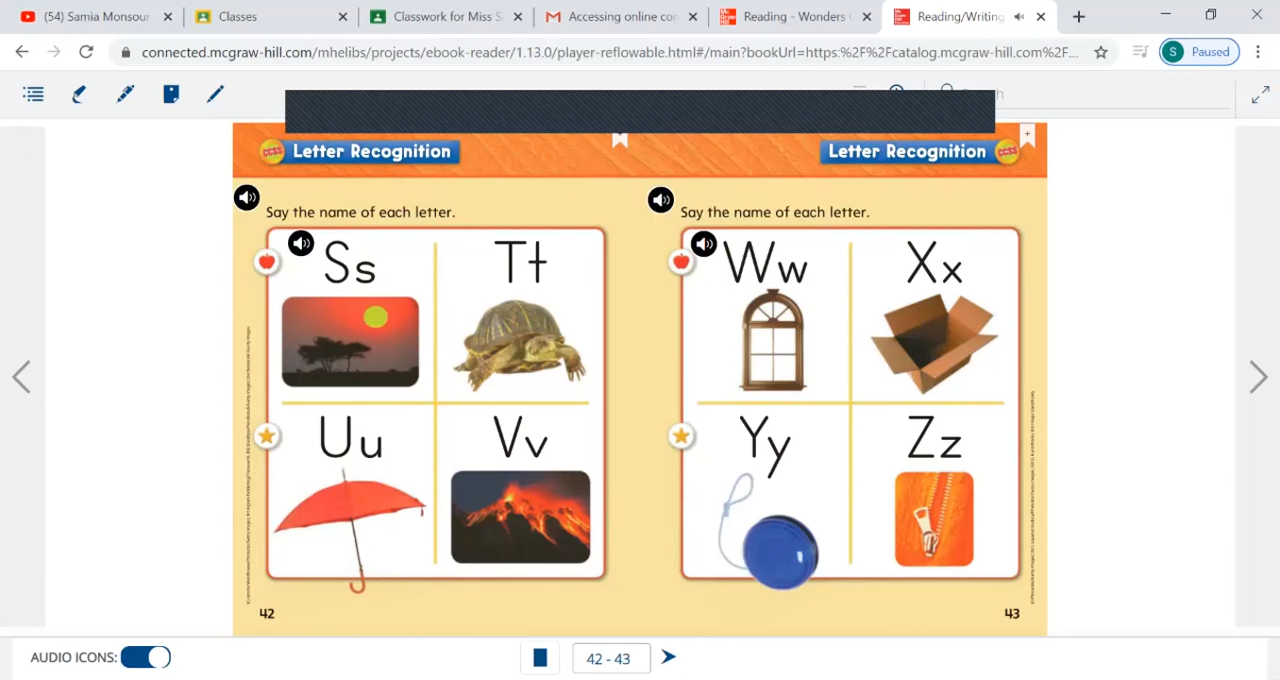 (54) Samia Monsour
Classes
Classwork for Miss S
Accessing online con
Reading - Wonders
Reading/Writing
connected.mcgraw-hill.com/mhelibs/projects/ebook-reader/1.13.0/player-reflowable.html#/main?bookUrl=https:%2F%2Fcatalog.mcgraw-hill.com%2F...
S Paused
CCSS Letter Recognition
Letter Recognition CCSS
Say the name of each letter.
Say the name of each letter.
Ss Tt
Uu Vv
Ww Xx
Yy Zz
42
43
AUDIO ICONS:
42 - 43